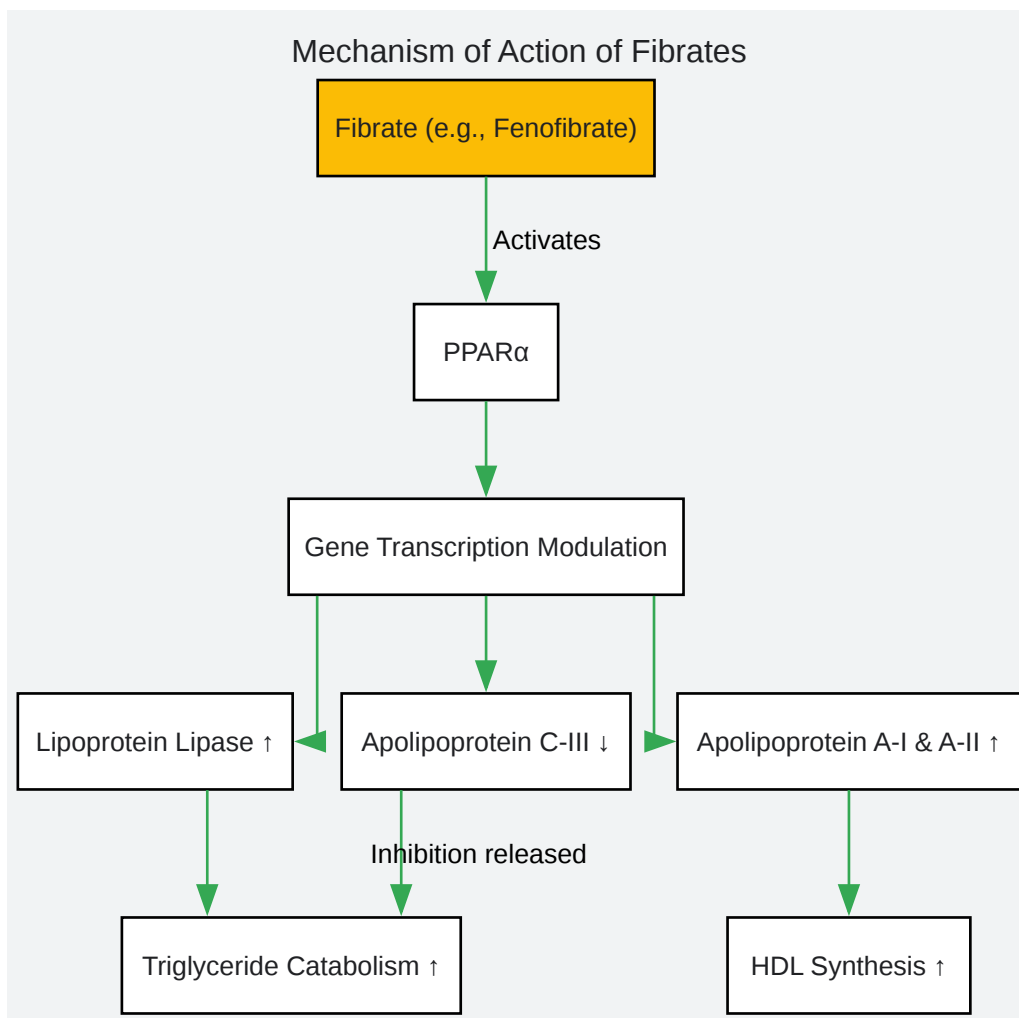 Mechanism of Action of Fibrates
Fibrate (e.g., Fenofibrate)
Activates
PPARα
Gene Transcription Modulation
Lipoprotein Lipase ↑
Apolipoprotein C-III ↓
Apolipoprotein A-I & A-II ↑
Inhibition released
Triglyceride Catabolism ↑
HDL Synthesis ↑